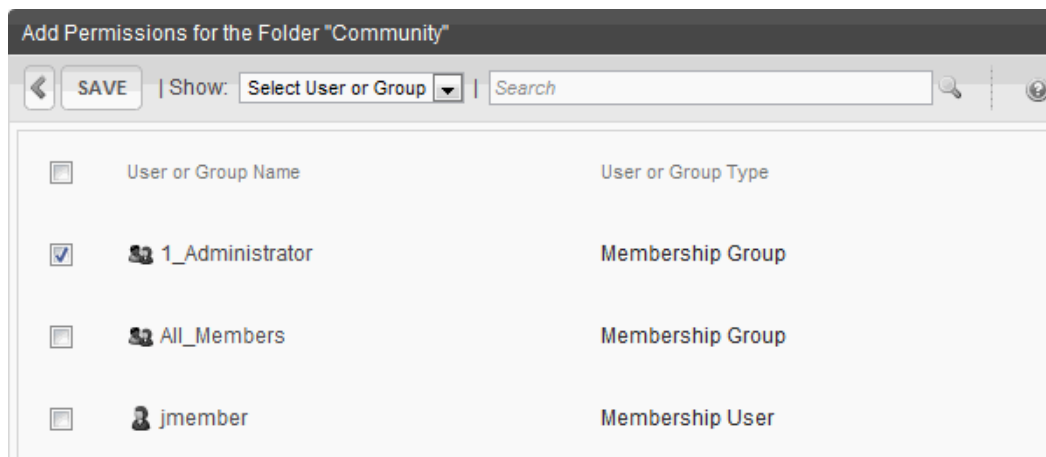 Add Permissions for the Folder "Community"
SAVE | Show: Select User or Group | Search
User or Group Name User or Group Type
1_Administrator Membership Group
All_Members Membership Group
jmember Membership User